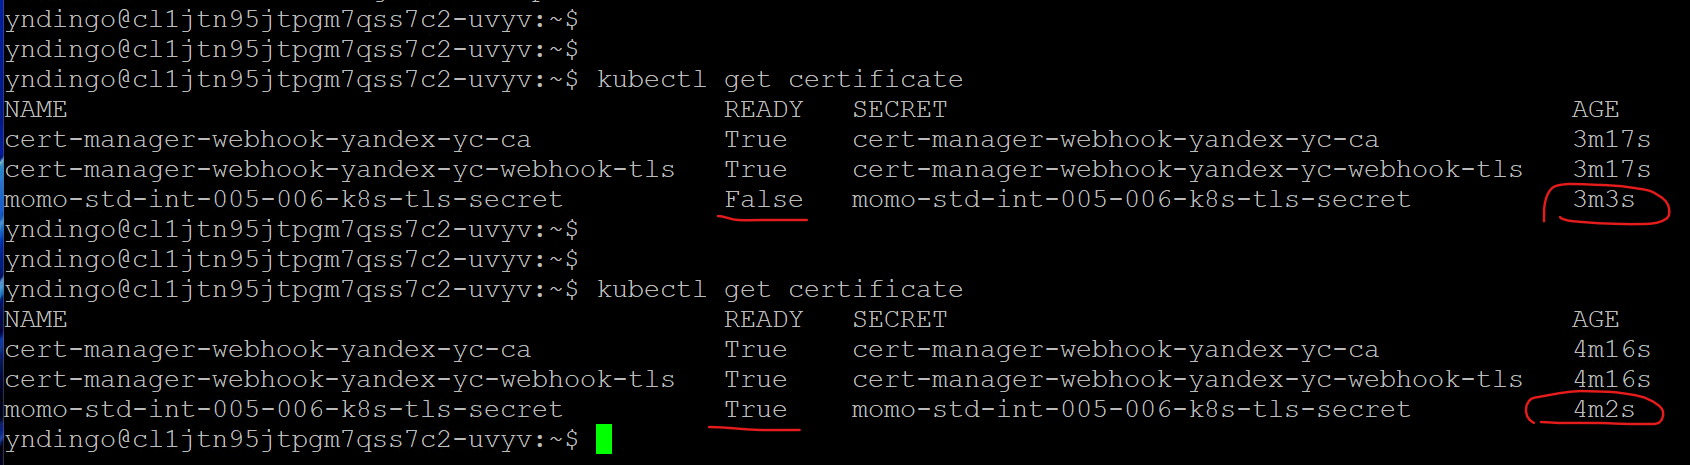 yndingo@cl1jtn95jtpgm7qss7c2-uvyv:~$
yndingo@cl1jtn95jtpgm7qss7c2-uvyv:~$
yndingo@cl1jtn95jtpgm7qss7c2-uvyv:~$ kubectl get certificate
NAME READY SECRET AGE
cert-manager-webhook-yandex-yc-ca True cert-manager-webhook-yandex-yc-ca 3m17s
cert-manager-webhook-yandex-yc-webhook-tls True cert-manager-webhook-yandex-yc-webhook-tls 3m17s
momo-std-int-005-006-k8s-tls-secret False momo-std-int-005-006-k8s-tls-secret 3m3s
yndingo@cl1jtn95jtpgm7qss7c2-uvyv:~$
yndingo@cl1jtn95jtpgm7qss7c2-uvyv:~$
yndingo@cl1jtn95jtpgm7qss7c2-uvyv:~$ kubectl get certificate
NAME READY SECRET AGE
cert-manager-webhook-yandex-yc-ca True cert-manager-webhook-yandex-yc-ca 4m16s
cert-manager-webhook-yandex-yc-webhook-tls True cert-manager-webhook-yandex-yc-webhook-tls 4m16s
momo-std-int-005-006-k8s-tls-secret True momo-std-int-005-006-k8s-tls-secret 4m2s
yndingo@cl1jtn95jtpgm7qss7c2-uvyv:~$